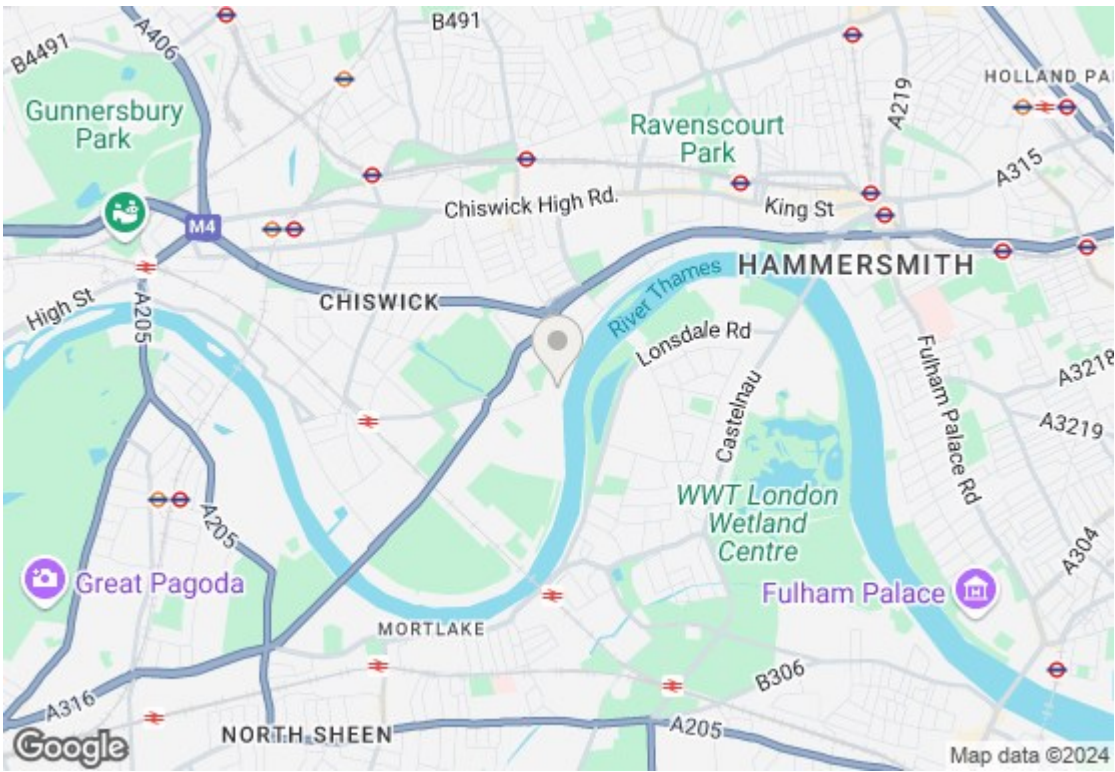 B491
B4491
A406
HOLLAND PA
Gunnersbury
Park
Ravenscourt
Park
A219
A315
Chiswick High Rd.
King St
M4
River Thames
HAMMERSMITH
High St
A205
CHISWICK
Lonsdale Rd
Fulham Palace Rd
A3218
A3219
Castelnau
WWT London
Wetland
Centre
A205
A304
Great Pagoda
Fulham Palace
MORTLAKE
B306
A316
NORTH SHEEN
A205
Google
Map data ©2024